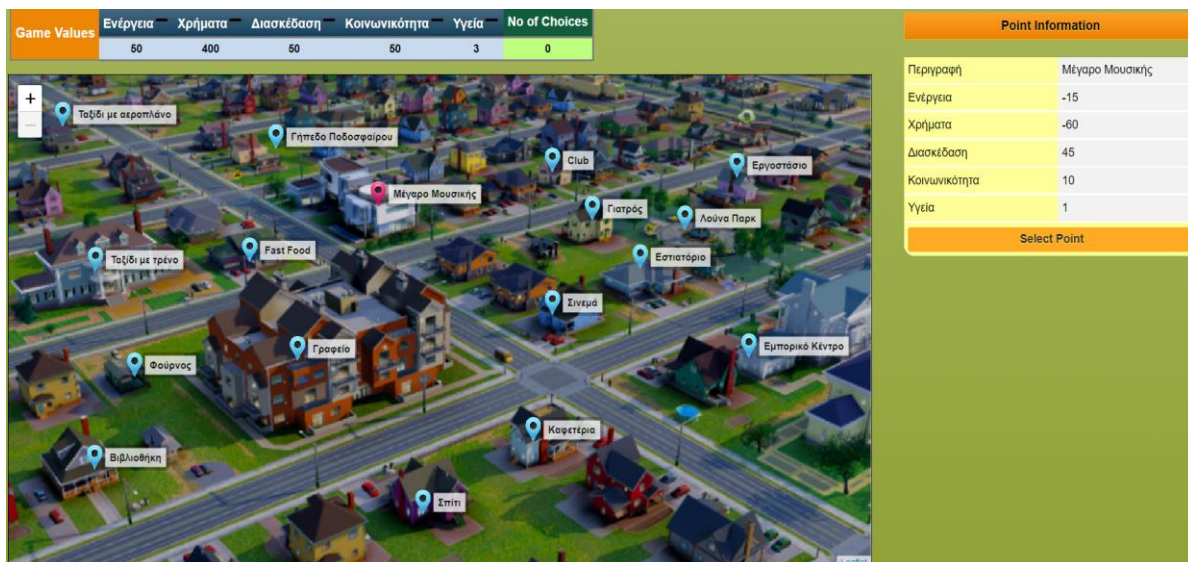 Game Values
Ενέργεια Χρήματα Διασκέδαση Κοινωνικότητα Υγεία No of Choices
50 400 50 50 3 0
Point Information
Περιγραφή Μέγαρο Μουσικής
Ενέργεια -15
Χρήματα -60
Διασκέδαση 45
Κοινωνικότητα 10
Υγεία 1
Select Point
+
−
Ταξίδι με αεροπλάνο
Γήπεδο Ποδοσφαίρου
Club
Εργοστάσιο
Μέγαρο Μουσικής
Γιατρός
Λούνα Παρκ
Ταξίδι με τρένο
Fast Food
Εστιατόριο
Σινεμά
Γραφείο
Εμπορικό Κέντρο
Φούρνος
Καφετέρια
Βιβλιοθήκη
Σπίτι
Leaflet